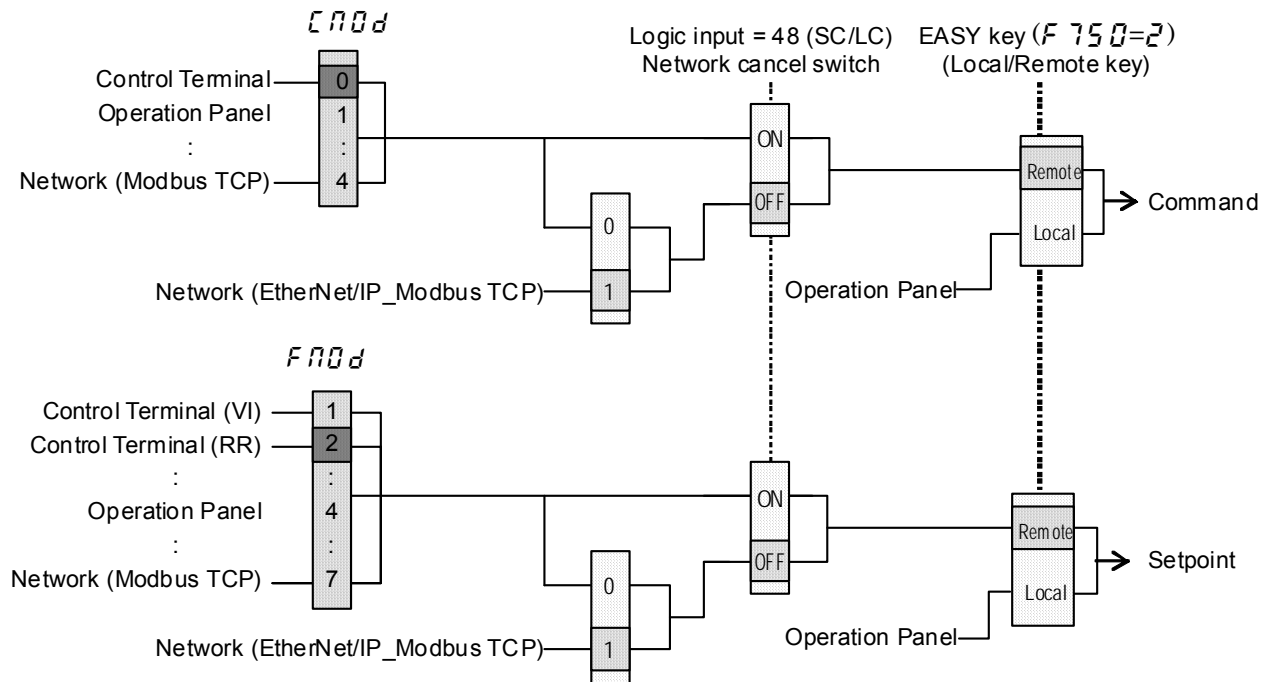 CMOd
Logic input = 48 (SC/LC)
Network cancel switch
EASY key (F750=2)
(Local/Remote key)
Control Terminal
0
Operation Panel
1
:
:
Network (Modbus TCP)
4
ON
OFF
0
Network (EtherNet/IP_Modbus TCP)
1
Remote
Local
Command
Operation Panel
FMOd
Control Terminal (VI)
1
Control Terminal (RR)
2
:
:
Operation Panel
4
:
:
Network (Modbus TCP)
7
ON
OFF
0
Network (EtherNet/IP_Modbus TCP)
1
Remote
Local
Setpoint
Operation Panel